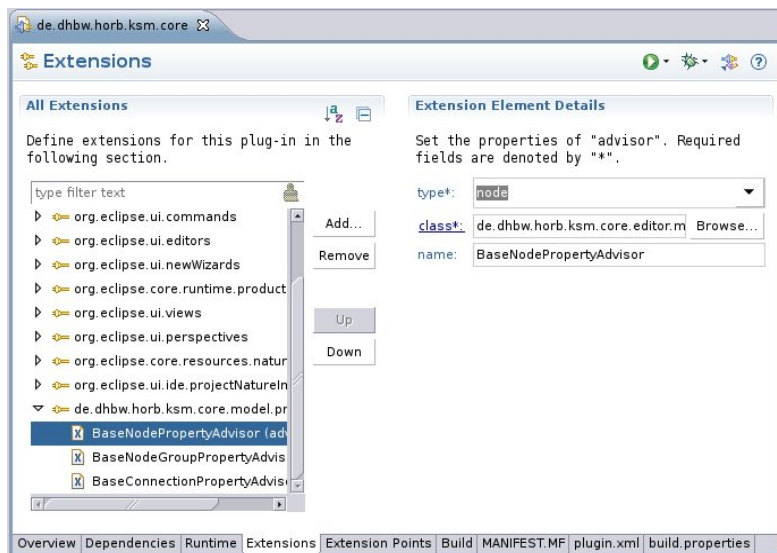 de.dhbw.horb.ksm.core
Extensions
All Extensions
Define extensions for this plug-in in the
following section.
type filter text
org.eclipse.ui.commands
org.eclipse.ui.editors
org.eclipse.ui.newWizards
org.eclipse.core.runtime.product
org.eclipse.ui.views
org.eclipse.ui.perspectives
org.eclipse.core.resources.natur
org.eclipse.ui.ide.projectNatureIn
de.dhbw.horb.ksm.core.model.pr
BaseNodePropertyAdvisor (adv
BaseNodeGroupPropertyAdvis
BaseConnectionPropertyAdviso
Add...
Remove
Up
Down
Extension Element Details
Set the properties of "advisor". Required
fields are denoted by "*".
type*: node
class*: de.dhbw.horb.ksm.core.editor.m Browse...
name: BaseNodePropertyAdvisor
Overview Dependencies Runtime Extensions Extension Points Build MANIFEST.MF plugin.xml build.properties